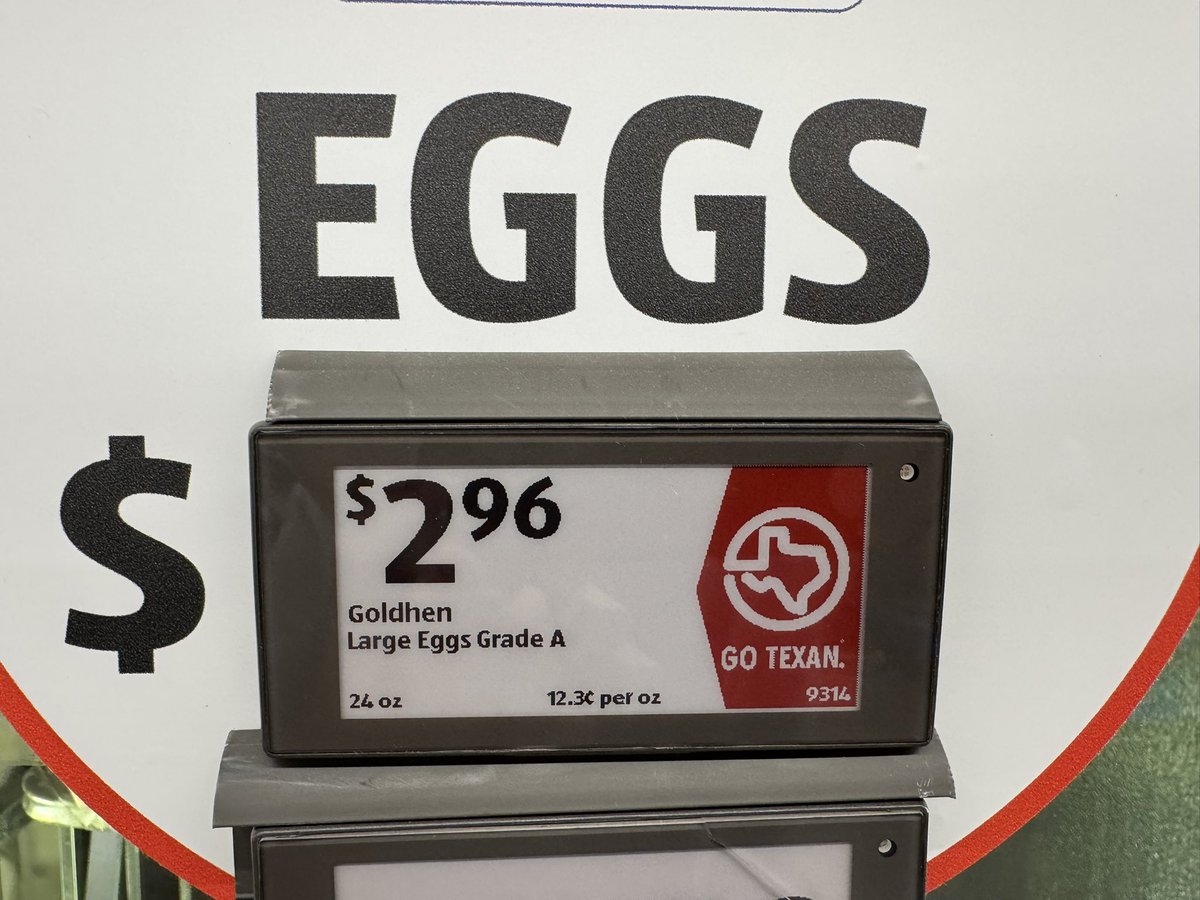 EGGS
$
$2.96
Goldhen
Large Eggs Grade A
24 oz
12.3¢ per oz
GO TEXAN.
9314